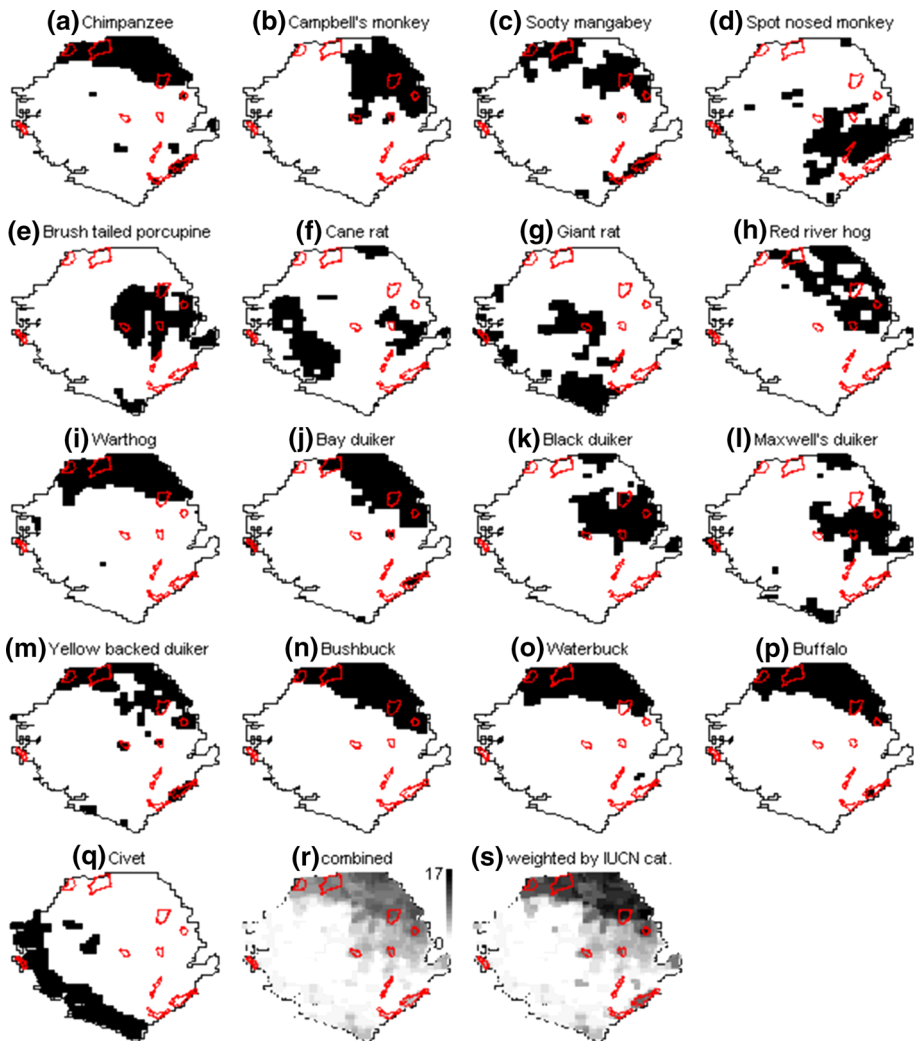 (a) Chimpanzee
(b) Campbell's monkey
(c) Sooty mangabey
(d) Spot nosed monkey
(e) Brush tailed porcupine
(f) Cane rat
(g) Giant rat
(h) Red river hog
(i) Warthog
(j) Bay duiker
(k) Black duiker
(l) Maxwell's duiker
(m) Yellow backed duiker
(n) Bushbuck
(o) Waterbuck
(p) Buffalo
(q) Civet
(r) combined
17
0
(s) weighted by IUCN cat.